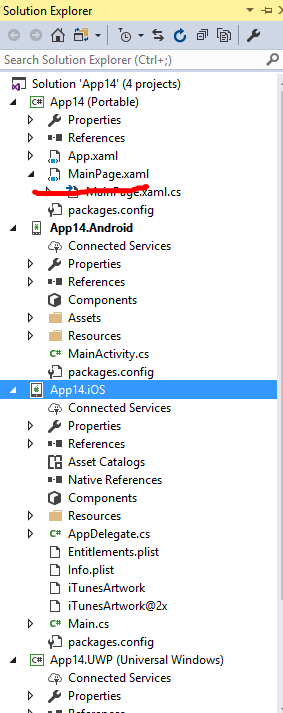 Solution Explorer
Search Solution Explorer (Ctrl+;)
Solution 'App14' (4 projects)
C# App14 (Portable)
Properties
References
App.xaml
MainPage.xaml
MainPage.xaml.cs
packages.config
App14.Android
Connected Services
Properties
References
Components
Assets
Resources
C# MainActivity.cs
packages.config
App14.iOS
Connected Services
Properties
References
Asset Catalogs
Native References
Components
Resources
C# AppDelegate.cs
Entitlements.plist
Info.plist
iTunesArtwork
iTunesArtwork@2x
C# Main.cs
packages.config
C# App14.UWP (Universal Windows)
Connected Services
Properties
References